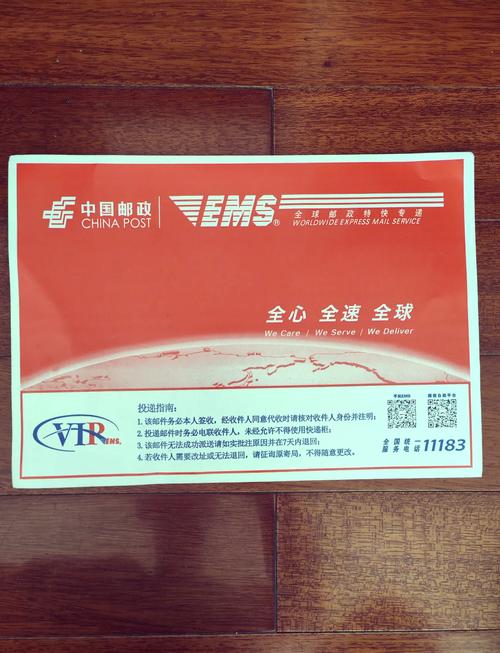 中国邮政
CHINA POST
EMS®
全球邮政特快专递
WORLDWIDE EXPRESS MAIL SERVICE
全心 全速 全球
We Care / We Serve / We Deliver
VIP EMS.
投递指南：
1. 该邮件务必本人签收，经收件人同意代收时请核对收件人身份并注明；
2. 投递邮件时务必电联收件人，未经允许不得使用快递柜；
3. 该邮件无法成功派送请如实批注原因并在7天内退回；
4. 若收件人需要改址或无法退回，请征询原寄局，不得随意更改。
手机EMS
全国统一
服务电话 11183